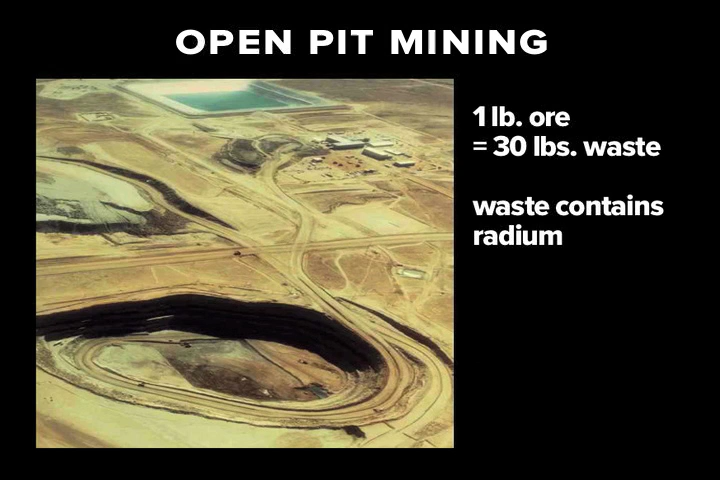 OPEN PIT MINING
1 lb. ore
= 30 lbs. waste
waste contains
radium